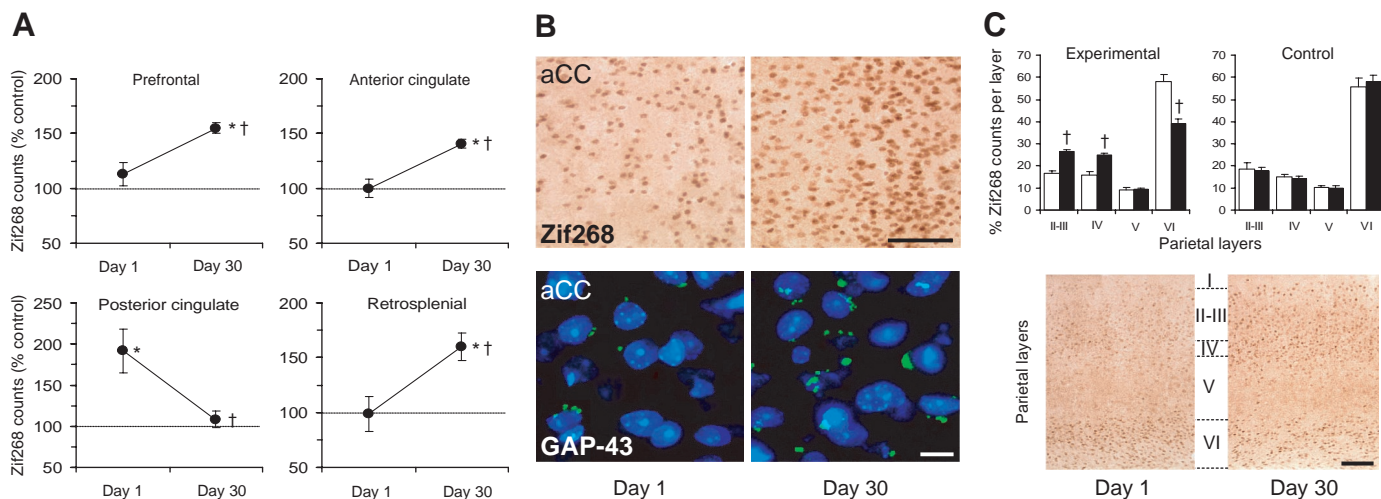 A
Zif268 counts (% control)
200
150
100
50
Prefrontal
* †
Day 1
Day 30
200
150
100
50
Anterior cingulate
* †
Day 1
Day 30
Zif268 counts (% control)
250
200
150
100
50
Posterior cingulate
*
†
Day 1
Day 30
200
150
100
50
Retrosplenial
* †
Day 1
Day 30
B
aCC
Zif268
aCC
GAP-43
Day 1
Day 30
C
% Zif268 counts per layer
70
60
50
40
30
20
10
0
Experimental
†
†
†
II-III
IV
V
VI
70
60
50
40
30
20
10
0
Control
II-III
IV
V
VI
Parietal layers
Parietal layers
I
II-III
IV
V
VI
Day 1
Day 30